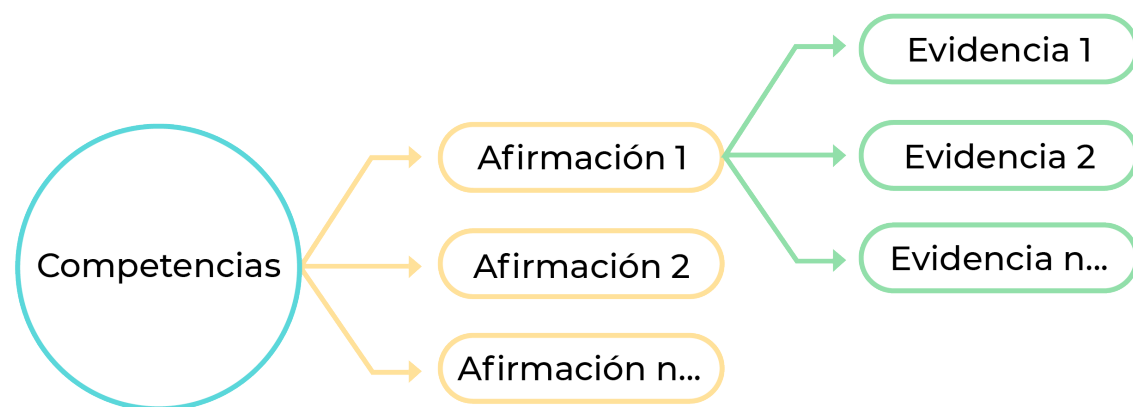 Competencias
Afirmación 1
Afirmación 2
Afirmación n...
Evidencia 1
Evidencia 2
Evidencia n...